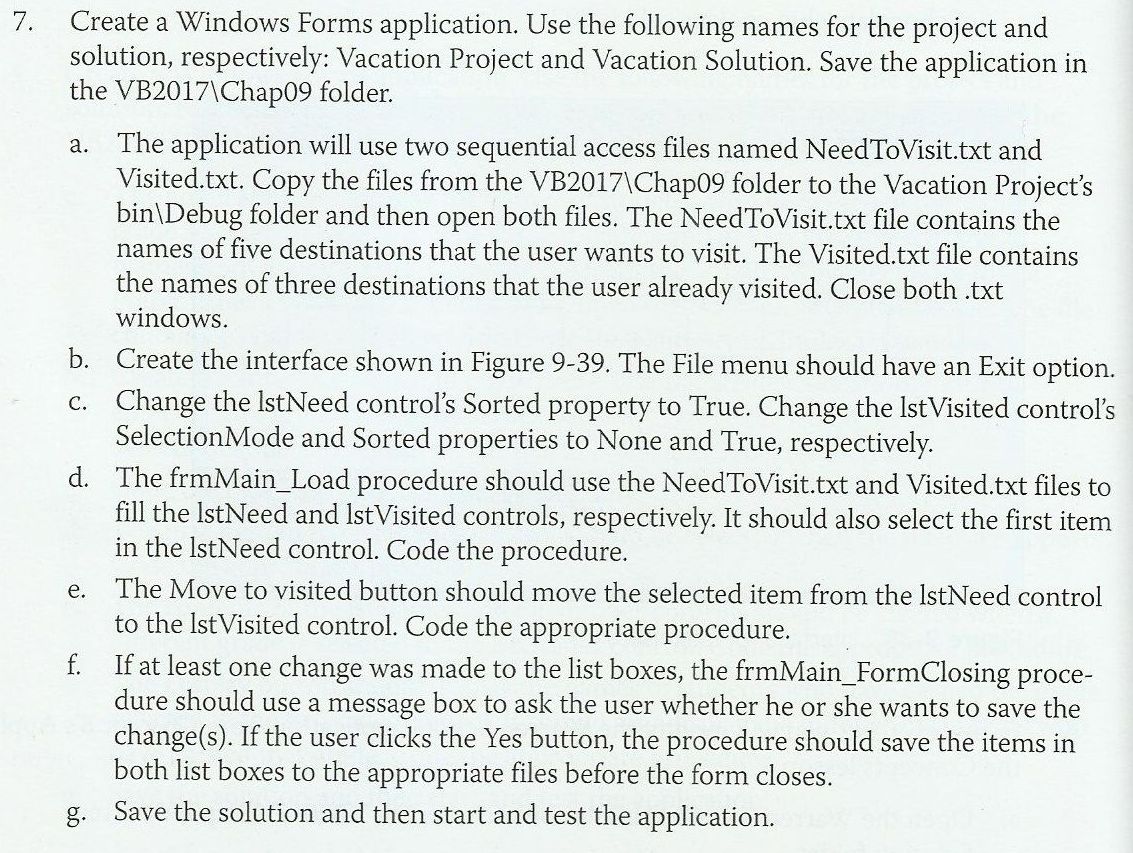 7. Create a Windows Forms application. Use the following names for the project and
solution, respectively: Vacation Project and Vacation Solution. Save the application in
the VB2017\Chap09 folder.
a. The application will use two sequential access files named NeedToVisit.txt and
Visited.txt. Copy the files from the VB2017\Chap09 folder to the Vacation Project's
bin\Debug folder and then open both files. The NeedToVisit.txt file contains the
names of five destinations that the user wants to visit. The Visited.txt file contains
the names of three destinations that the user already visited. Close both .txt
windows.
b. Create the interface shown in Figure 9-39. The File menu should have an Exit option.
c. Change the lstNeed control's Sorted property to True. Change the lstVisited control's
SelectionMode and Sorted properties to None and True, respectively.
d. The frmMain_Load procedure should use the NeedToVisit.txt and Visited.txt files to
fill the lstNeed and lstVisited controls, respectively. It should also select the first item
in the lstNeed control. Code the procedure.
e. The Move to visited button should move the selected item from the lstNeed control
to the lstVisited control. Code the appropriate procedure.
f. If at least one change was made to the list boxes, the frmMain_FormClosing proce-
dure should use a message box to ask the user whether he or she wants to save the
change(s). If the user clicks the Yes button, the procedure should save the items in
both list boxes to the appropriate files before the form closes.
g. Save the solution and then start and test the application.